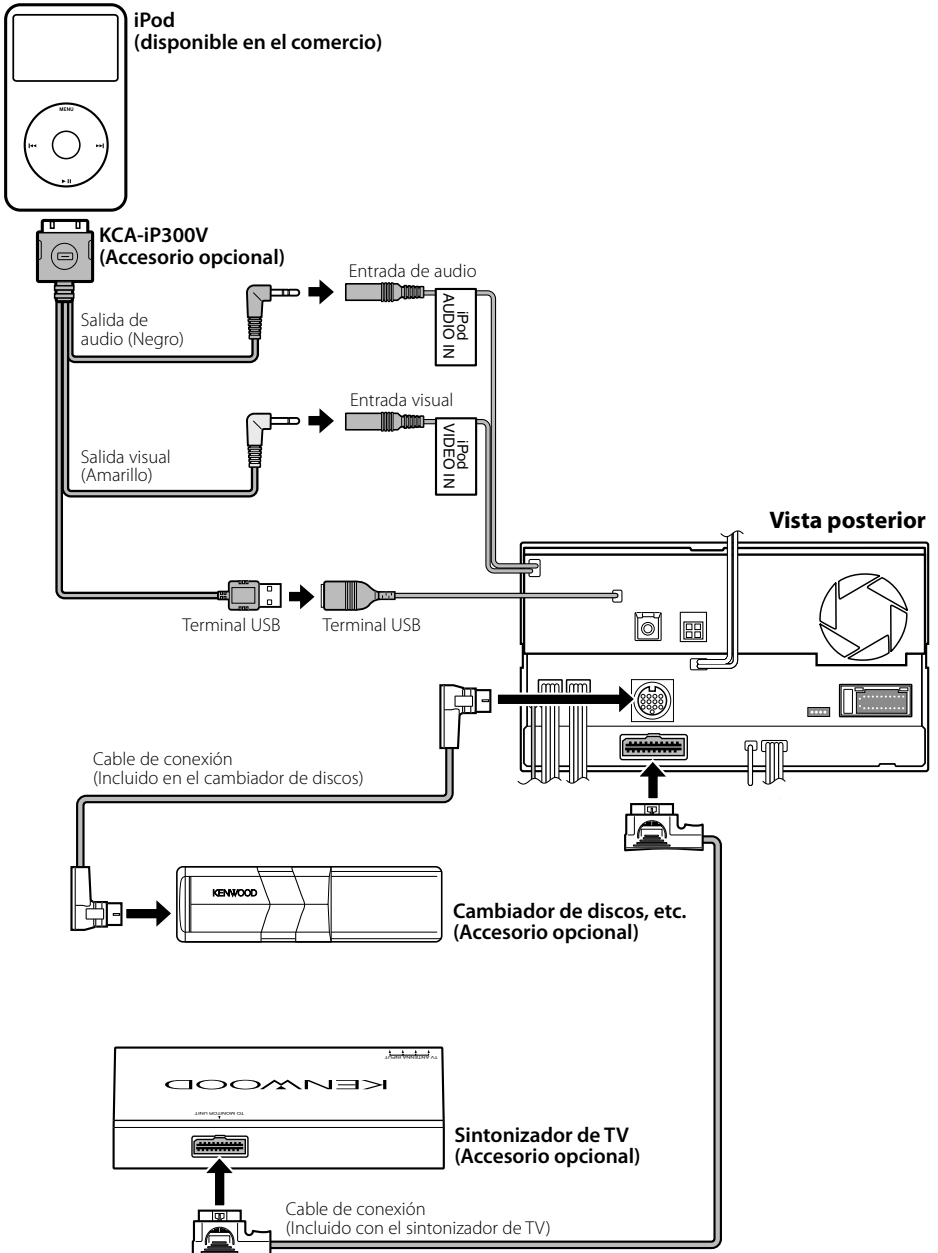 iPod
(disponible en el comercio)
MENU
KCA-iP300V
(Accesorio opcional)
Entrada de audio
iPod
AUDIO IN
Salida de
audio (Negro)
Entrada visual
iPod
VIDEO IN
Salida visual
(Amarillo)
Vista posterior
Terminal USB
Terminal USB
Cable de conexión
(Incluido en el cambiador de discos)
KENWOOD
Cambiador de discos, etc.
(Accesorio opcional)
TV ANTENNA INPUT
KENWOOD
TO MONITOR UNIT
Sintonizador de TV
(Accesorio opcional)
Cable de conexión
(Incluido con el sintonizador de TV)